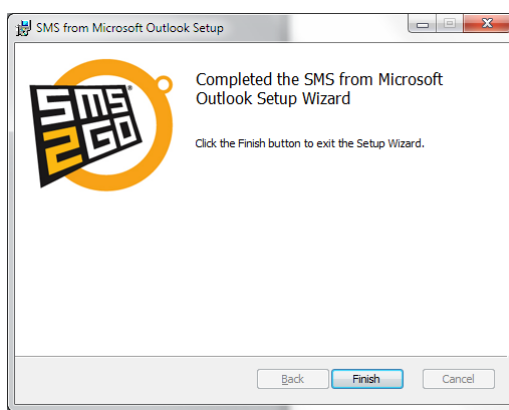 SMS from Microsoft Outlook Setup
SMS
2GO
Completed the SMS from Microsoft
Outlook Setup Wizard
Click the Finish button to exit the Setup Wizard.
Back
Finish
Cancel